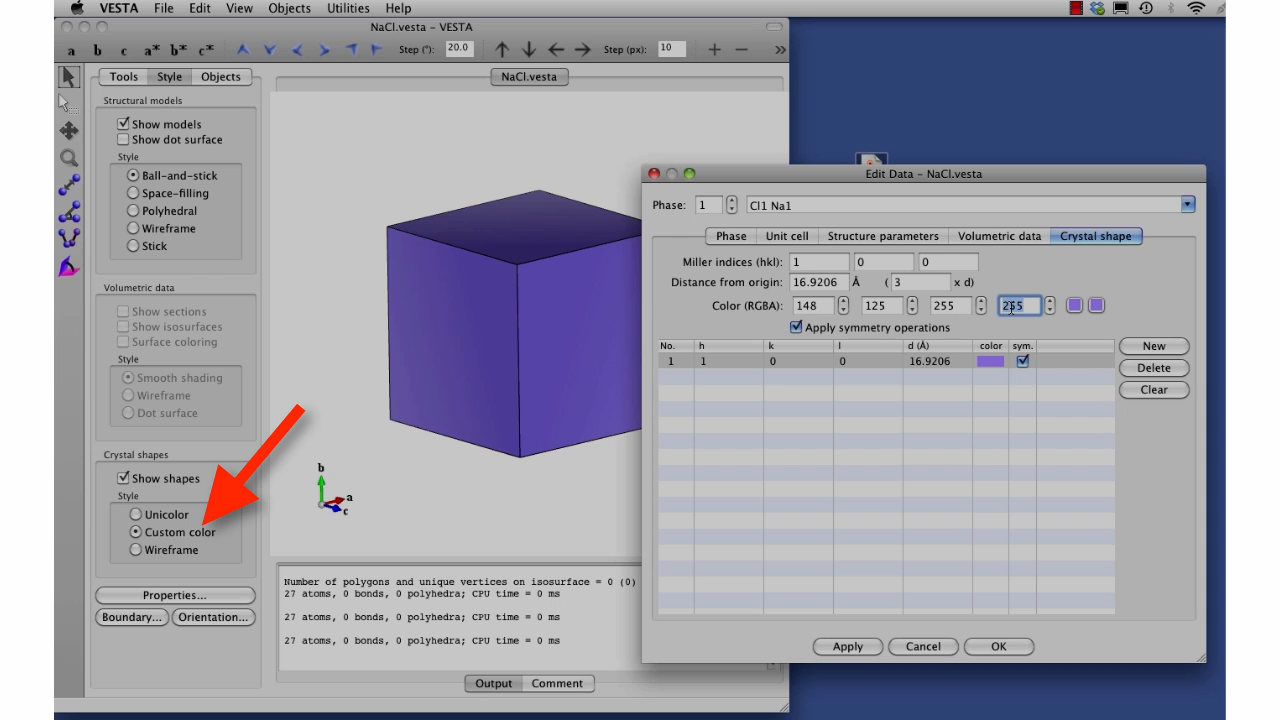 VESTA File Edit View Objects Utilities Help
NaCl.vesta - VESTA
a b c a* b* c* Step (°): 20.0 Step (px): 10 + − »
Tools Style Objects
NaCl.vesta
Structural models
Show models
Show dot surface
Style
Ball-and-stick
Space-filling
Polyhedral
Wireframe
Stick
Volumetric data
Show sections
Show isosurfaces
Surface coloring
Style
Smooth shading
Wireframe
Dot surface
Crystal shapes
Show shapes
Style
Unicolor
Custom color
Wireframe
Properties...
Boundary... Orientation...
b
a
c
Number of polygons and unique vertices on isosurface = 0 (0)
27 atoms, 0 bonds, 0 polyhedra; CPU time = 0 ms
27 atoms, 0 bonds, 0 polyhedra; CPU time = 0 ms
27 atoms, 0 bonds, 0 polyhedra; CPU time = 0 ms
Output Comment
Edit Data - NaCl.vesta
Phase: 1 Cl1 Na1
Phase Unit cell Structure parameters Volumetric data Crystal shape
Miller indices (hkl): 1 0 0
Distance from origin: 16.9206 Å ( 3 x d)
Color (RGBA): 148 125 255 255
Apply symmetry operations
No. h k l d (Å) color sym.
1 1 0 0 16.9206
New
Delete
Clear
Apply Cancel OK